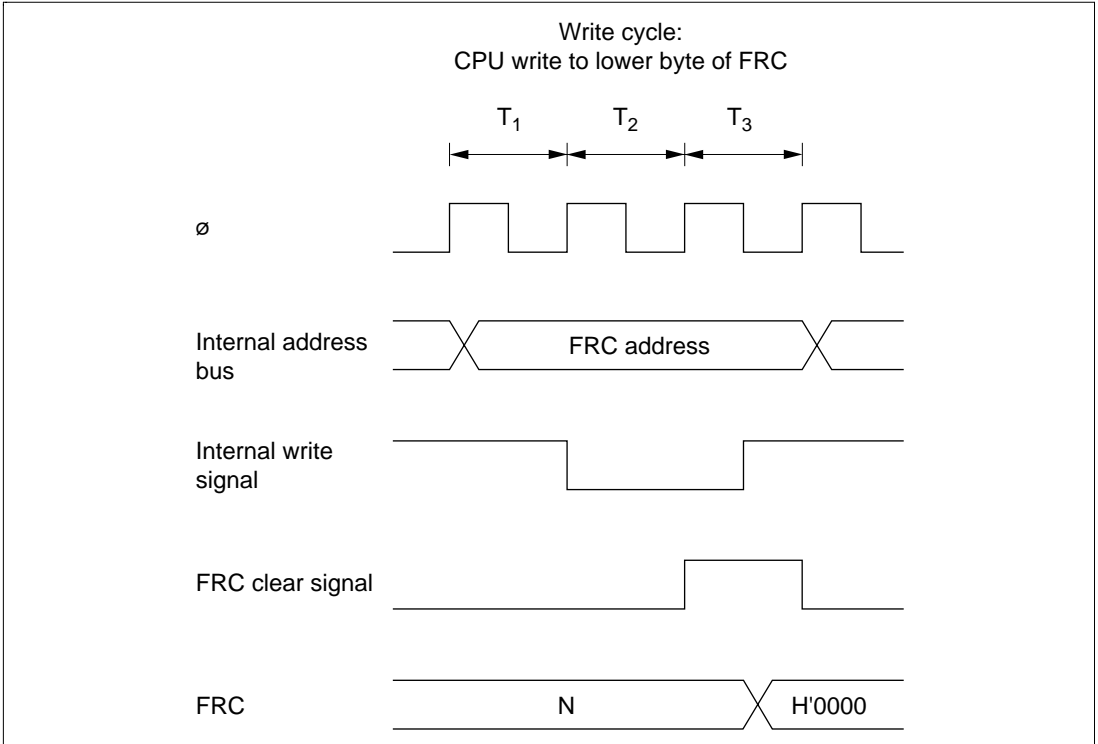 Write cycle:
CPU write to lower byte of FRC
T1 T2 T3
ø
Internal address
bus
FRC address
Internal write
signal
FRC clear signal
FRC
N
H'0000